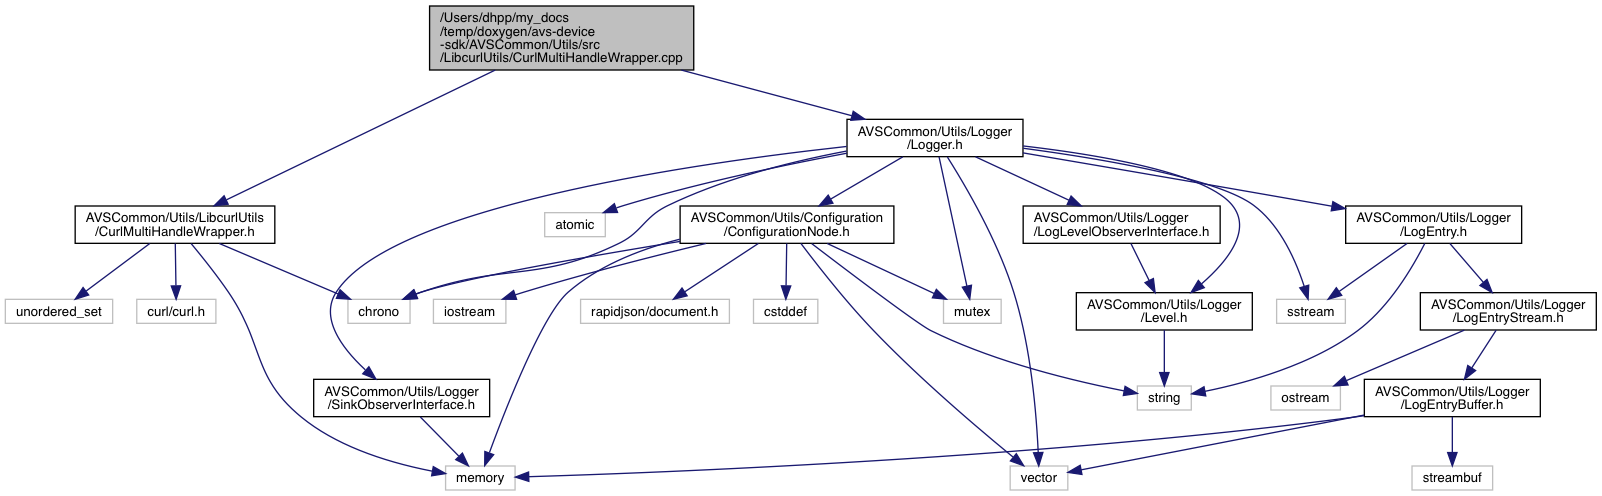 /Users/dhpp/my_docs
/temp/doxygen/avs-device
-sdk/AVSCommon/Utils/src
/LibcurlUtils/CurlMultiHandleWrapper.cpp
AVSCommon/Utils/Logger
/Logger.h
AVSCommon/Utils/LibcurlUtils
/CurlMultiHandleWrapper.h
atomic
AVSCommon/Utils/Configuration
/ConfigurationNode.h
AVSCommon/Utils/Logger
/LogLevelObserverInterface.h
AVSCommon/Utils/Logger
/LogEntry.h
unordered_set
curl/curl.h
chrono
iostream
rapidjson/document.h
cstddef
mutex
AVSCommon/Utils/Logger
/Level.h
sstream
AVSCommon/Utils/Logger
/LogEntryStream.h
AVSCommon/Utils/Logger
/SinkObserverInterface.h
string
ostream
AVSCommon/Utils/Logger
/LogEntryBuffer.h
memory
vector
streambuf